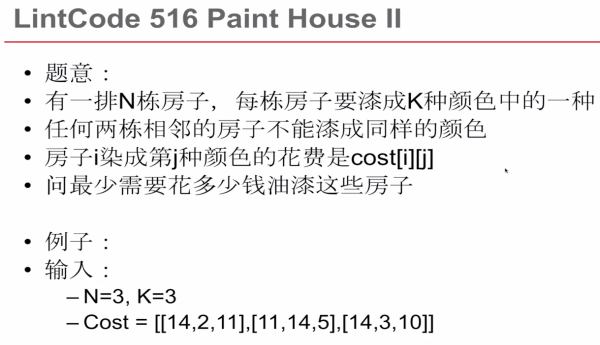 LintCode 516 Paint House II
• 题意：
• 有一排N栋房子，每栋房子要漆成K种颜色中的一种
• 任何两栋相邻的房子不能漆成同样的颜色
• 房子i染成第j种颜色的花费是cost[i][j]
• 问最少需要花多少钱油漆这些房子
• 例子：
• 输入：
– N=3, K=3
– Cost = [[14,2,11],[11,14,5],[14,3,10]]